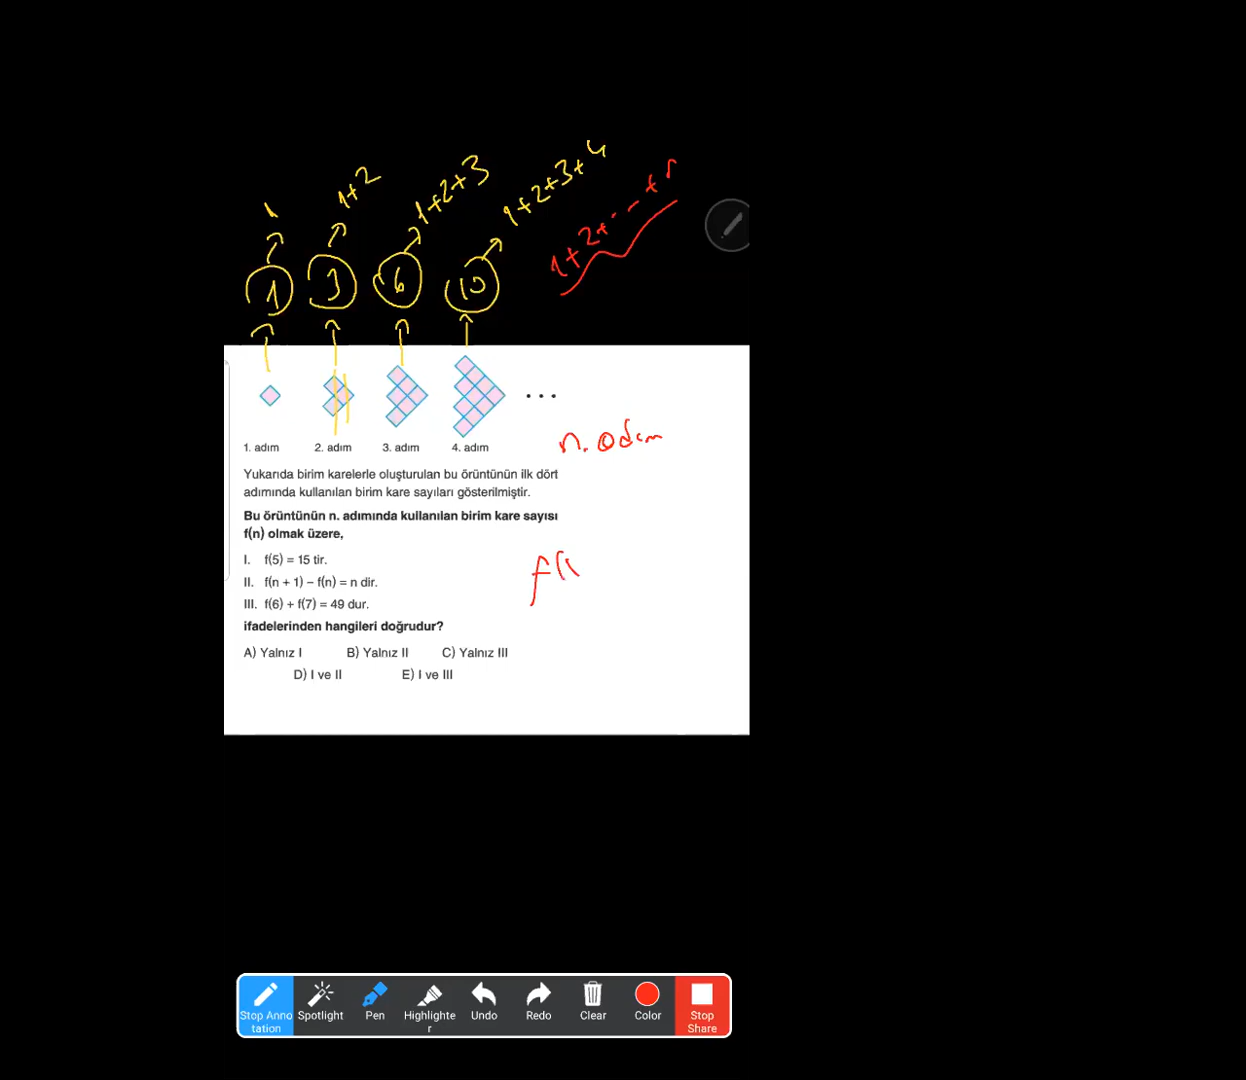 1 1+2 1+2+3 1+2+3+4 1+2+...+n
1 3 6 10
1. adım 2. adım 3. adım 4. adım n. adım
...
Yukarıda birim karelerle oluşturulan bu örüntünün ilk dört
adımında kullanılan birim kare sayıları gösterilmiştir.
Bu örüntünün n. adımında kullanılan birim kare sayısı
f(n) olmak üzere,
I. f(5) = 15 tir.
f(
II. f(n + 1) – f(n) = n dir.
III. f(6) + f(7) = 49 dur.
ifadelerinden hangileri doğrudur?
A) Yalnız I B) Yalnız II C) Yalnız III
D) I ve II E) I ve III
Stop Anno
tation
Spotlight
Pen
Highlighte
r
Undo
Redo
Clear
Color
Stop
Share